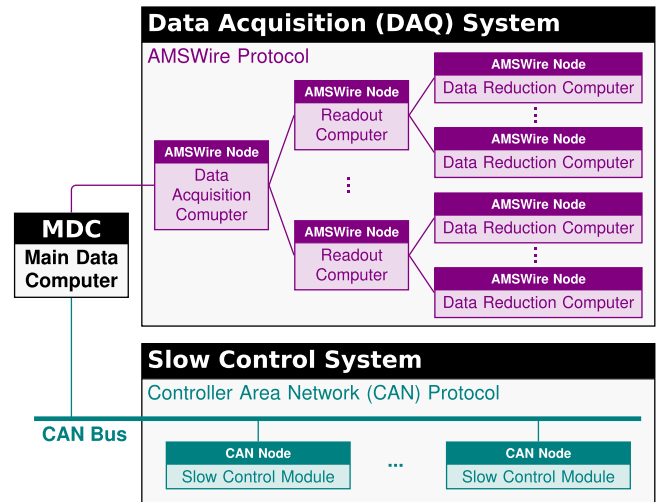 Data Acquisition (DAQ) System
AMSWire Protocol
AMSWire Node
Data Reduction Computer
AMSWire Node
Readout
Computer
AMSWire Node
Data Reduction Computer
AMSWire Node
Data
Acquisition
Comupter
AMSWire Node
Data Reduction Computer
AMSWire Node
Readout
Computer
AMSWire Node
Data Reduction Computer
MDC
Main Data
Computer
Slow Control System
Controller Area Network (CAN) Protocol
CAN Bus
CAN Node
Slow Control Module
...
CAN Node
Slow Control Module